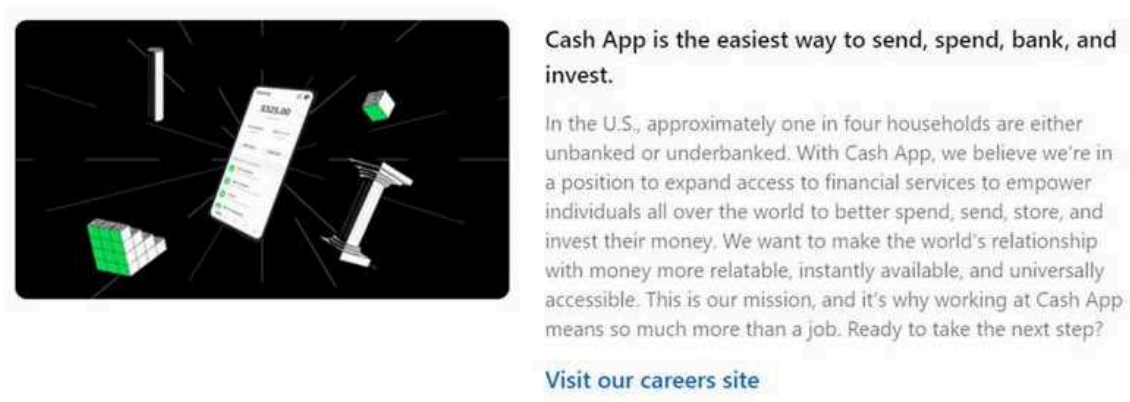 $325.00
Cash App is the easiest way to send, spend, bank, and
invest.
In the U.S., approximately one in four households are either
unbanked or underbanked. With Cash App, we believe we're in
a position to expand access to financial services to empower
individuals all over the world to better spend, send, store, and
invest their money. We want to make the world's relationship
with money more relatable, instantly available, and universally
accessible. This is our mission, and it's why working at Cash App
means so much more than a job. Ready to take the next step?
Visit our careers site